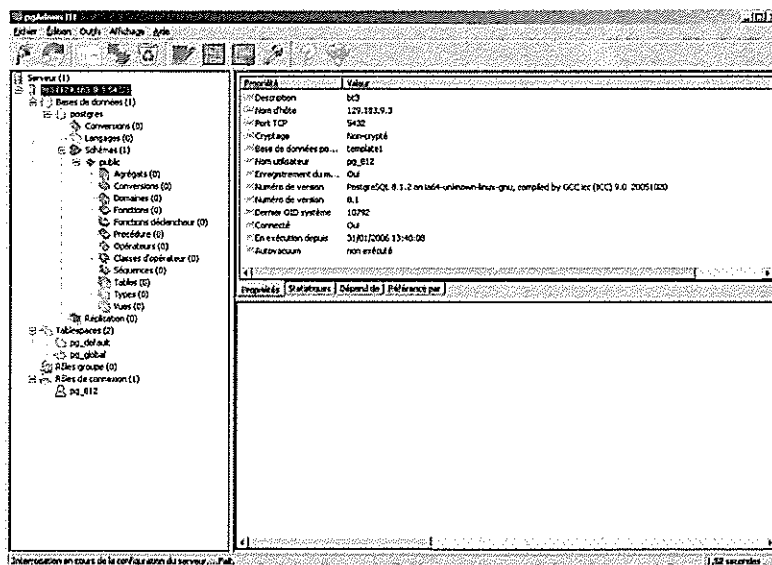 pgAdmin III
Fichier Édition Outils Affichage Aide
Serveur (1)
Bases de données (1)
postgres
Conversions (0)
Langages (0)
Schémas (1)
public
Agrégats (0)
Conversions (0)
Domaines (0)
Fonctions (0)
Fonctions déclencheur (0)
Procédure (0)
Opérateurs (0)
Classes d'opérateur (0)
Séquences (0)
Tables (0)
Types (0)
Vues (0)
Réplication (0)
Tablespaces (2)
pg_default
pg_global
Rôles groupe (0)
Rôles de connexion (1)
pg_812
Propriété Valeur
Description bt3
Nom d'hôte 129.183.9.3
Port TCP 5432
Cryptage Non-crypté
Base de données po... template1
Nom utilisateur pg_812
Enregistrement du m... Oui
Numéro de version PostgreSQL 8.1.2 on ia64-unknown-linux-gnu, compiled by GCC icc (ICC) 9.0 20051020
Numéro de version 8.1
Dernier OID système 10792
Connecté Oui
En exécution depuis 31/01/2006 13:40:08
Autovacuum non exécuté
Propriétés Statistiques Dépend de Référencé par
Interrogation en cours de la configuration du serveur... Fait.
secondes